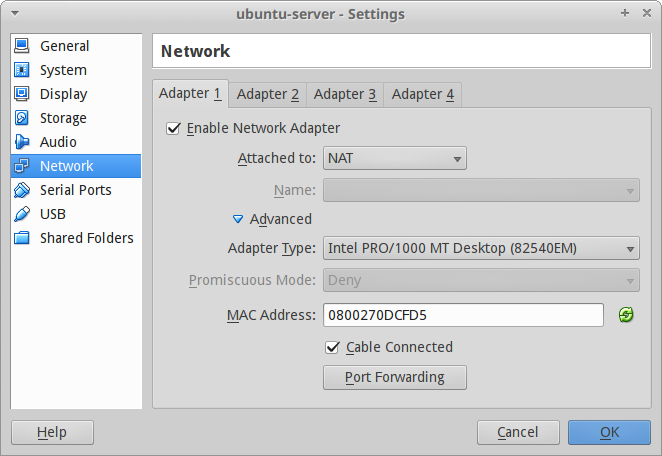 ubuntu-server - Settings
General
System
Display
Storage
Audio
Network
Serial Ports
USB
Shared Folders
Network
Adapter 1 Adapter 2 Adapter 3 Adapter 4
Enable Network Adapter
Attached to: NAT
Name:
Advanced
Adapter Type: Intel PRO/1000 MT Desktop (82540EM)
Promiscuous Mode: Deny
MAC Address: 0800270DCFD5
Cable Connected
Port Forwarding
Help Cancel OK